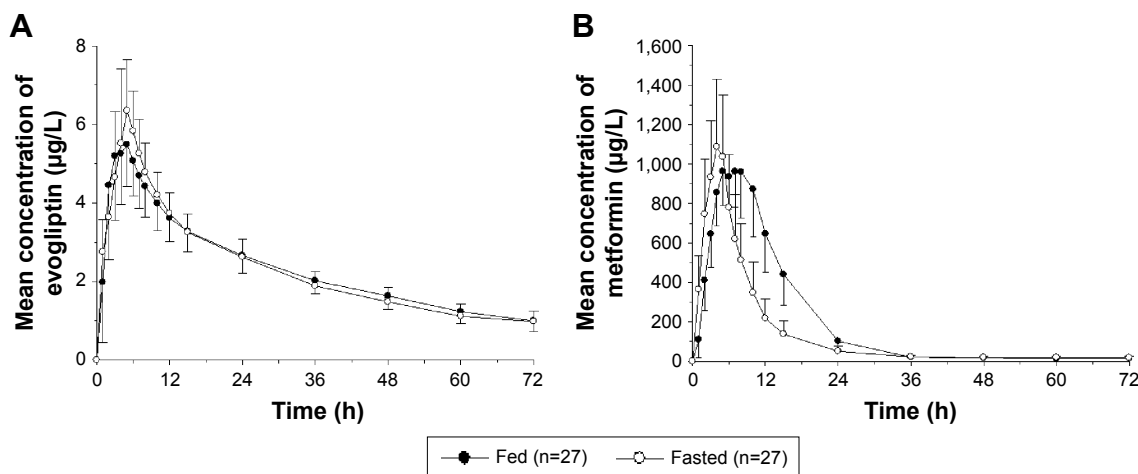 A
Mean concentration of
evogliptin (µg/L)
8
6
4
2
0
0 12 24 36 48 60 72
Time (h)
B
Mean concentration of
metformin (µg/L)
1,600
1,400
1,200
1,000
800
600
400
200
0
0 12 24 36 48 60 72
Time (h)
Fed (n=27) Fasted (n=27)